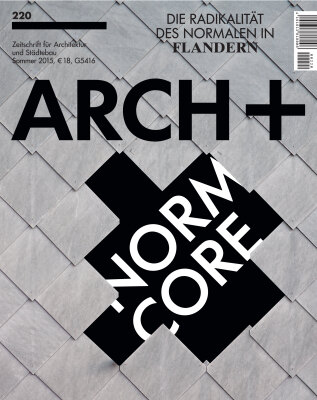 220
Zeitschrift für Architektur
und Städtebau
Sommer 2015, € 18, G5416
DIE RADIKALITÄT
DES NORMALEN IN
FLANDERN
ARCH+
NORM
CORE